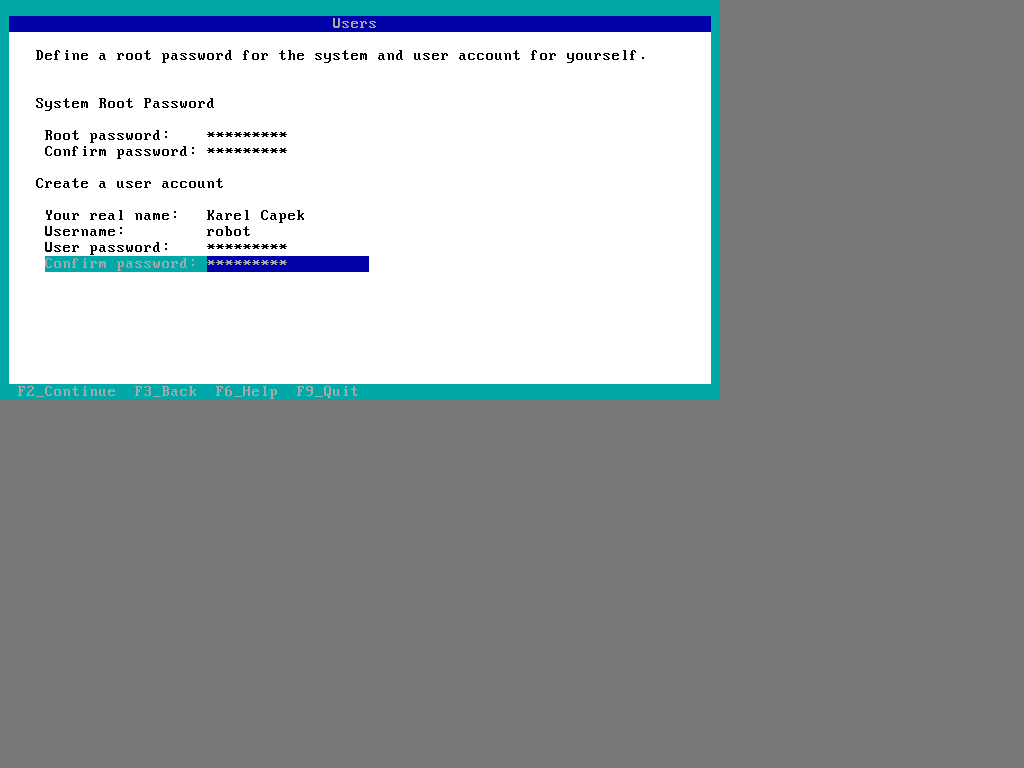 Users
Define a root password for the system and user account for yourself.
System Root Password
Root password: *********
Confirm password: *********
Create a user account
Your real name: Karel Capek
Username: robot
User password: *********
Confirm password: *********
F2_Continue F3_Back F6_Help F9_Quit